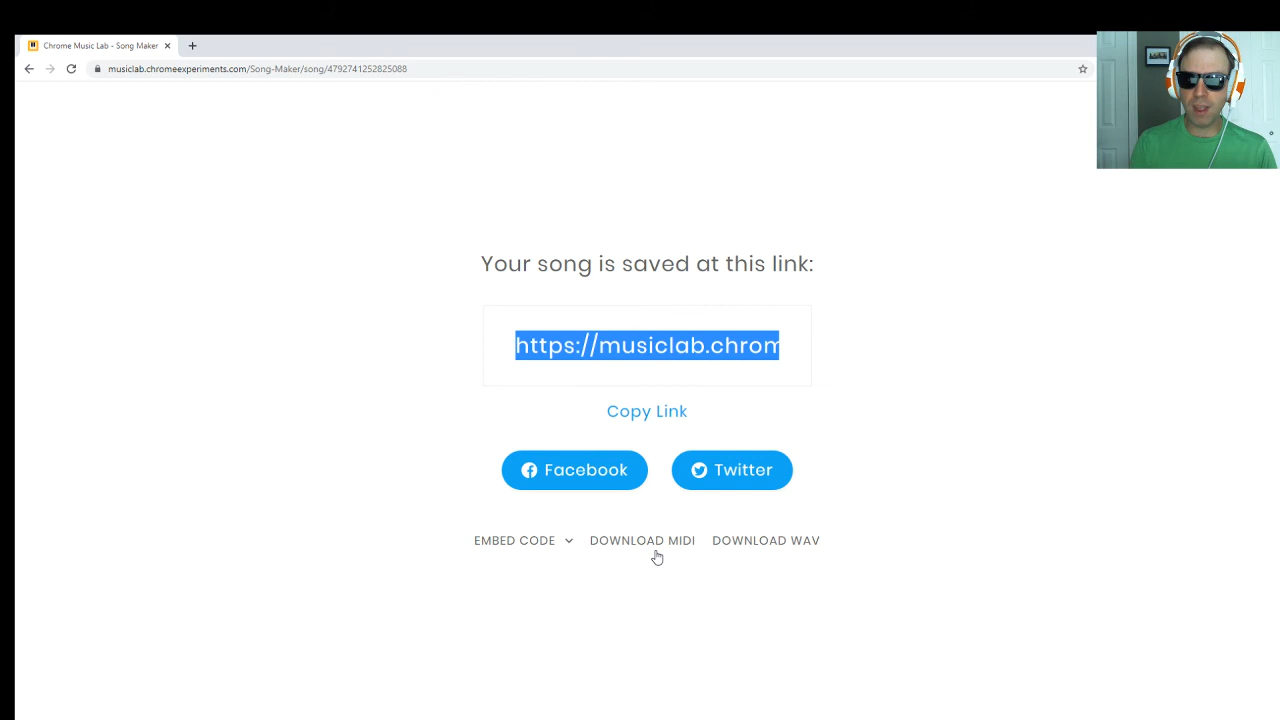 Chrome Music Lab - Song Maker
musiclab.chromeexperiments.com/Song-Maker/song/4792741252825088
Your song is saved at this link:
https://musiclab.chrom
Copy Link
Facebook
Twitter
EMBED CODE
DOWNLOAD MIDI
DOWNLOAD WAV